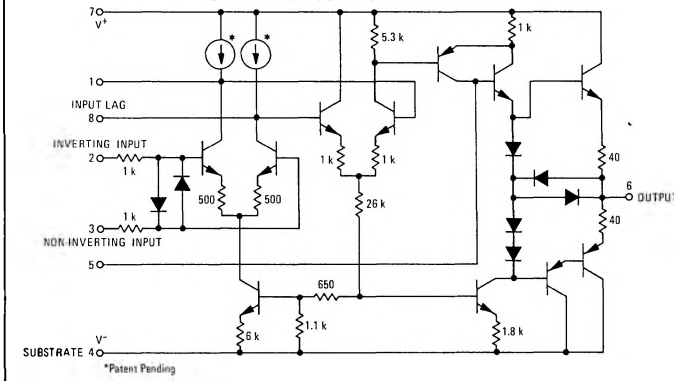 7
V+
*
*
5.3 k
1 k
1
INPUT LAG
8
INVERTING INPUT
2
1 k
1 k
1 k
40
500
500
26 k
6
OUTPUT
3
1 k
NON-INVERTING INPUT
40
5
650
1.1 k
6 k
1.8 k
V-
SUBSTRATE 4
*Patent Pending